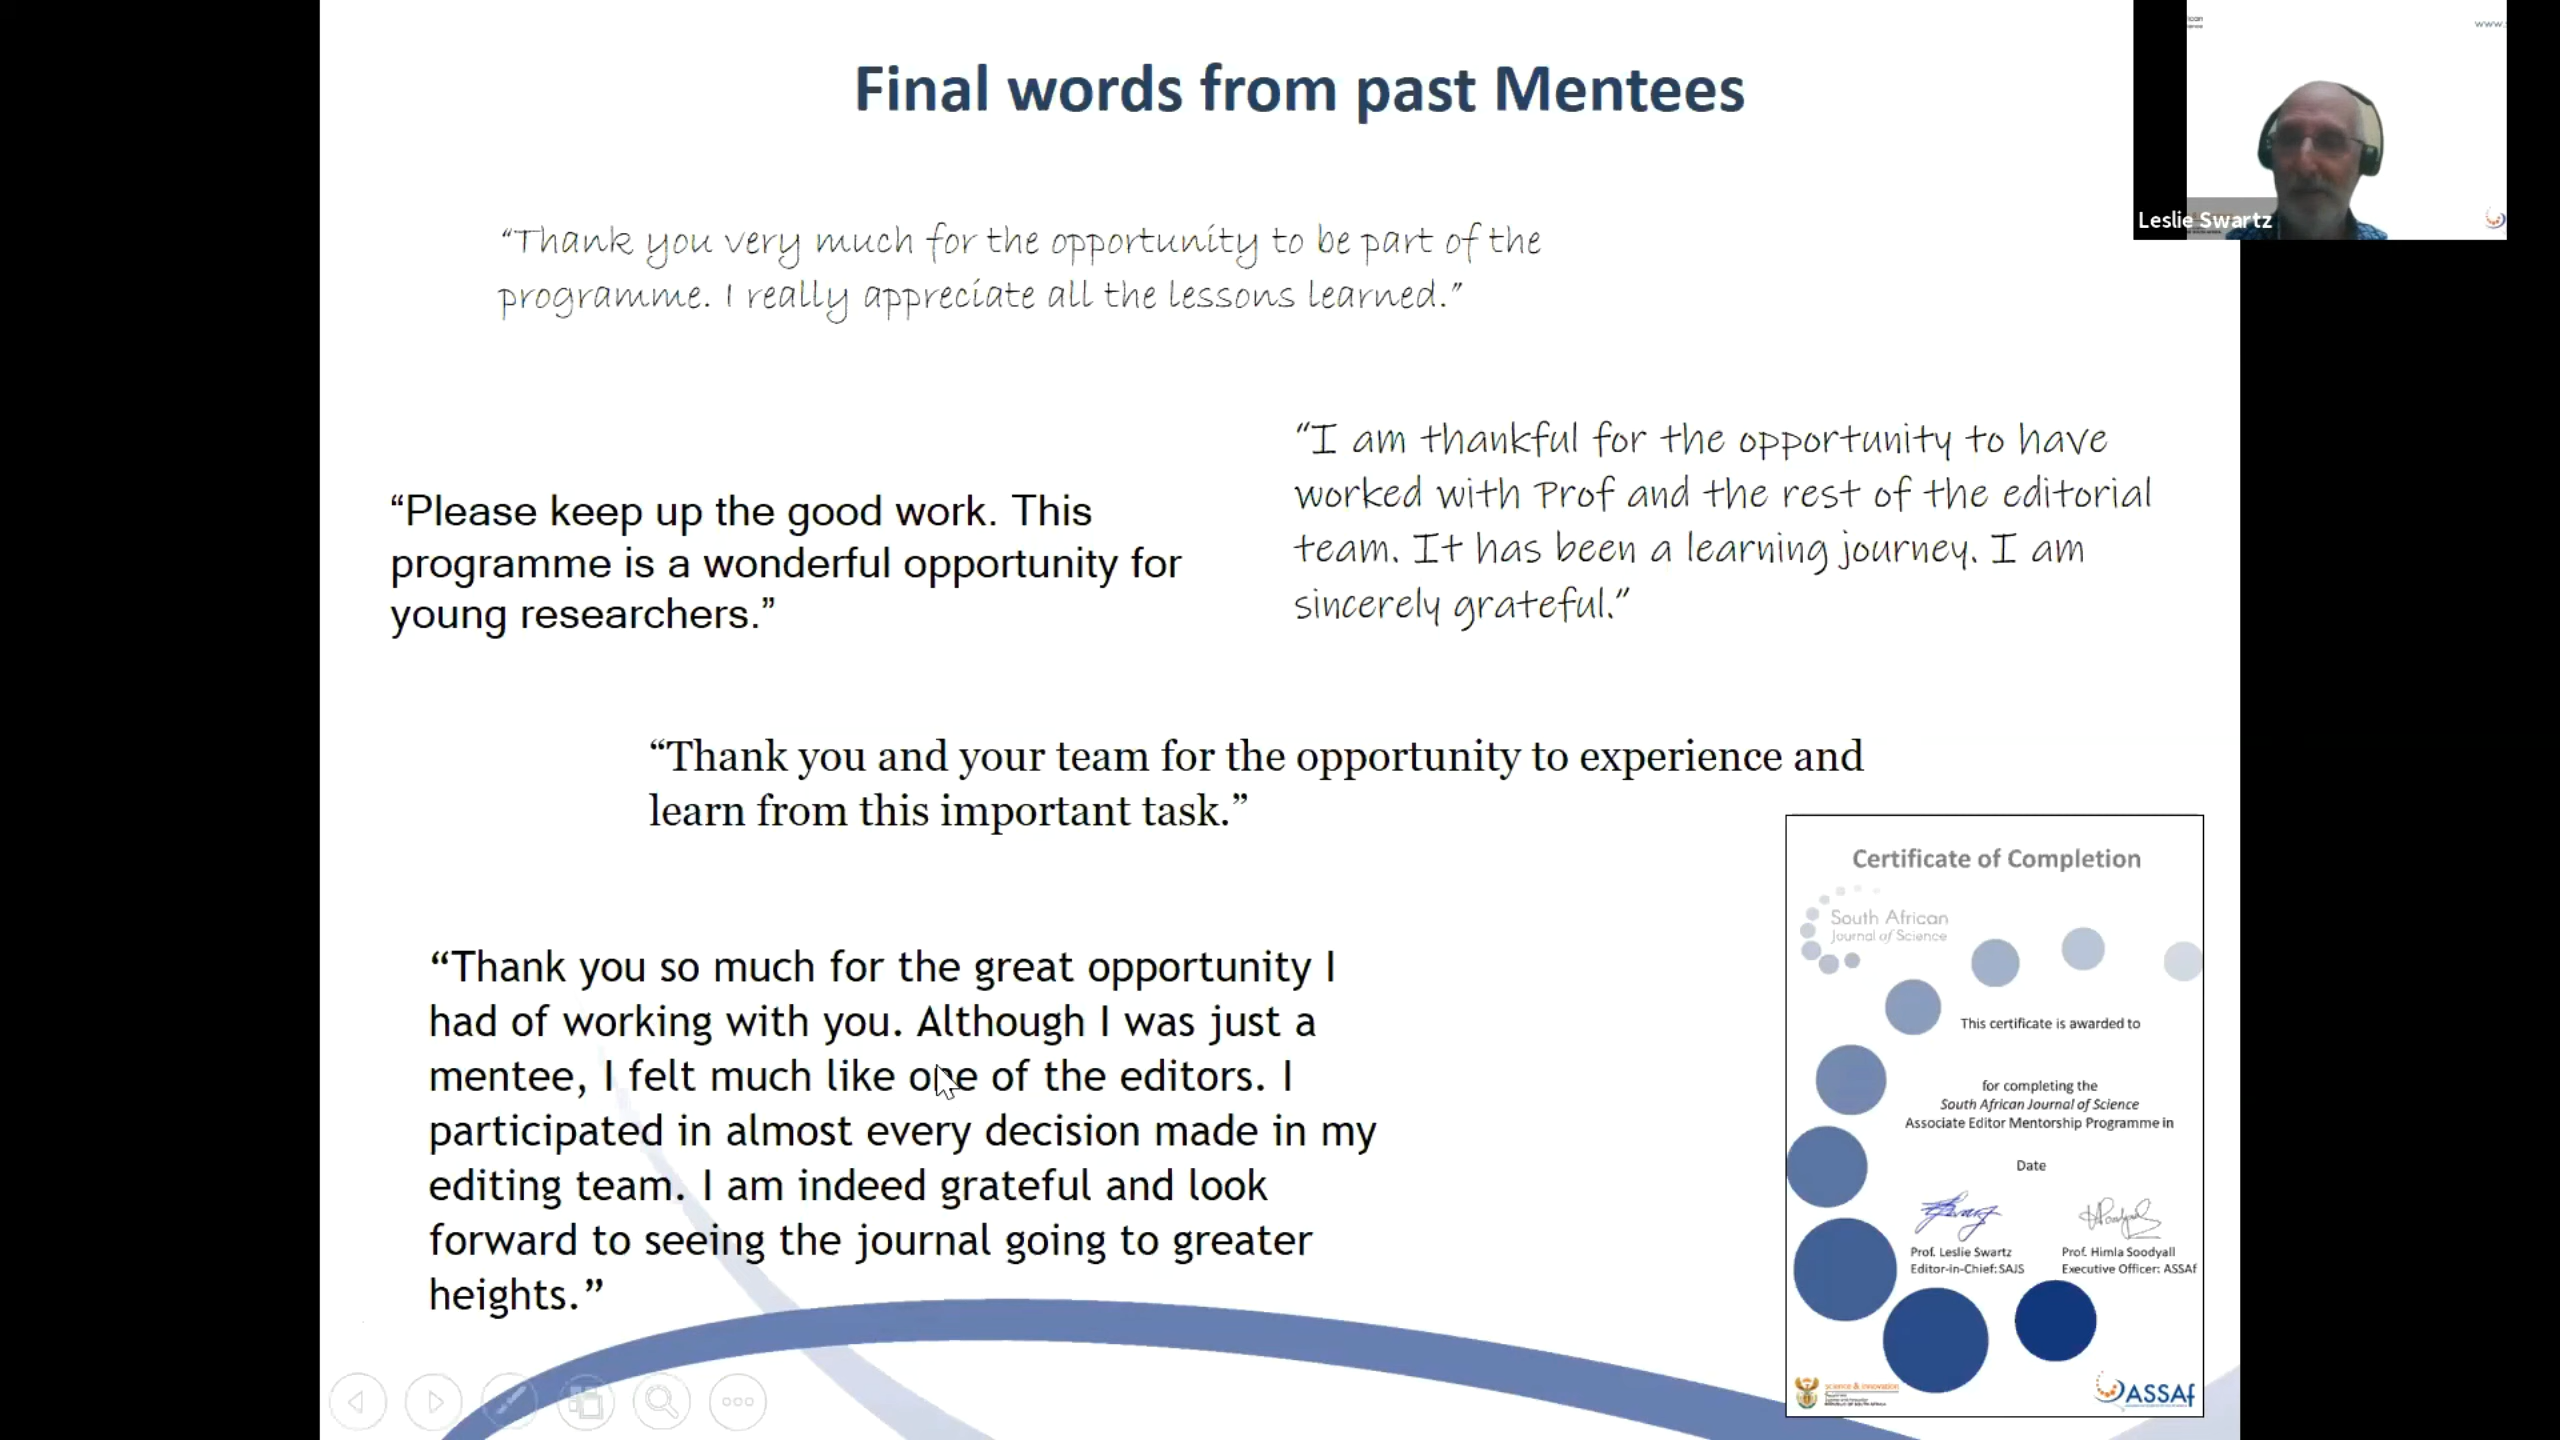 Final words from past Mentees
www.
Leslie Swartz
“Thank you very much for the opportunity to be part of the
programme. I really appreciate all the lessons learned.”
“I am thankful for the opportunity to have
worked with Prof and the rest of the editorial
team. It has been a learning journey. I am
sincerely grateful.”
“Please keep up the good work. This
programme is a wonderful opportunity for
young researchers.”
“Thank you and your team for the opportunity to experience and
learn from this important task.”
“Thank you so much for the great opportunity I
had of working with you. Although I was just a
mentee, I felt much like one of the editors. I
participated in almost every decision made in my
editing team. I am indeed grateful and look
forward to seeing the journal going to greater
heights.”
Certificate of Completion
South African
Journal of Science
This certificate is awarded to
for completing the
South African Journal of Science
Associate Editor Mentorship Programme in
Date
Prof. Leslie Swartz
Editor-in-Chief: SAJS
Prof. Himla Soodyall
Executive Officer: ASSAf
science & innovation
REPUBLIC OF SOUTH AFRICA
ASSAf